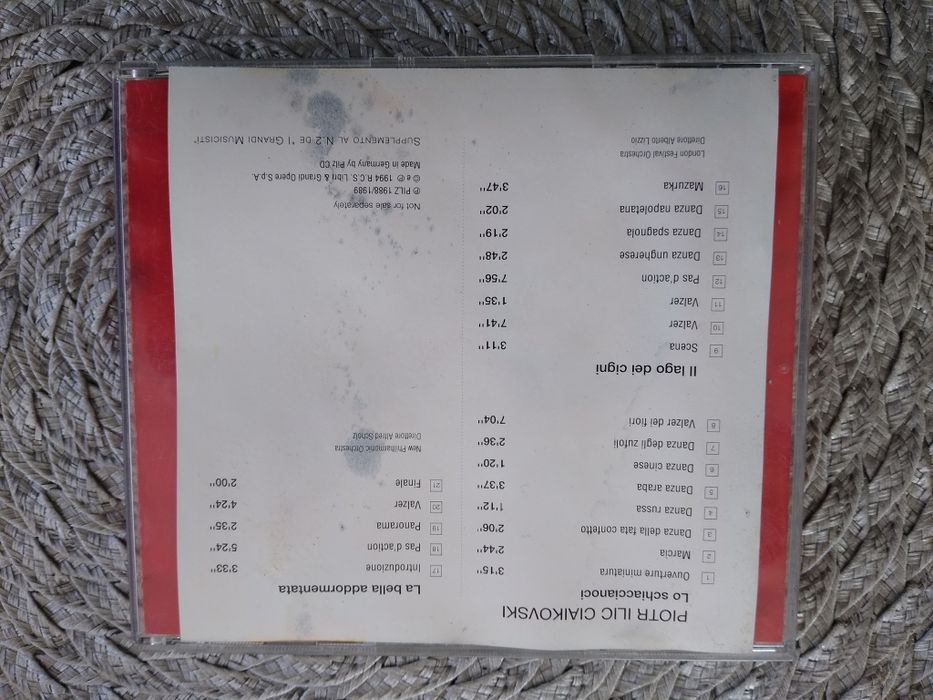 PIOTR ILIC CIAIKOVSKI
Lo schiaccianoci
1 Ouverture miniatura 3'15"
2 Marcia 2'44"
3 Danza della fata confetto 2'06"
4 Danza russa 1'12"
5 Danza araba 3'37"
6 Danza cinese 1'20"
7 Danza degli zufoli 2'36"
8 Valzer dei fiori 7'04"
Il lago dei cigni
9 Scena 3'11"
10 Valzer 7'41"
11 Valzer 1'35"
12 Pas d'action 7'56"
13 Danza ungherese 2'48"
14 Danza spagnola 2'19"
15 Danza napoletana 2'02"
16 Mazurka 3'47"
London Festival Orchestra
Direttore Alberto Lizzio
La bella addormentata
17 Introduzione 3'33"
18 Pas d'action 5'24"
19 Panorama 2'35"
20 Valzer 4'24"
21 Finale 2'00"
New Philharmonic Orchestra
Direttore Alfred Scholz
Not for sale separately
℗ PILZ 1988/1989
© e ℗ 1994 R.C.S. Libri & Grandi Opere S.p.A.
Made in Germany by Pilz CD
SUPPLEMENTO AL N.2 DE "I GRANDI MUSICISTI"